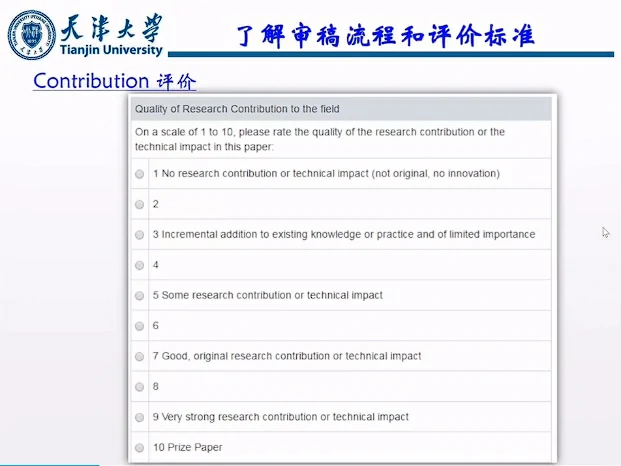 天津大学
Tianjin University
了解审稿流程和评价标准
Contribution 评价
Quality of Research Contribution to the field
On a scale of 1 to 10, please rate the quality of the research contribution or the
technical impact in this paper:
1 No research contribution or technical impact (not original, no innovation)
2
3 Incremental addition to existing knowledge or practice and of limited importance
4
5 Some research contribution or technical impact
6
7 Good, original research contribution or technical impact
8
9 Very strong research contribution or technical impact
10 Prize Paper